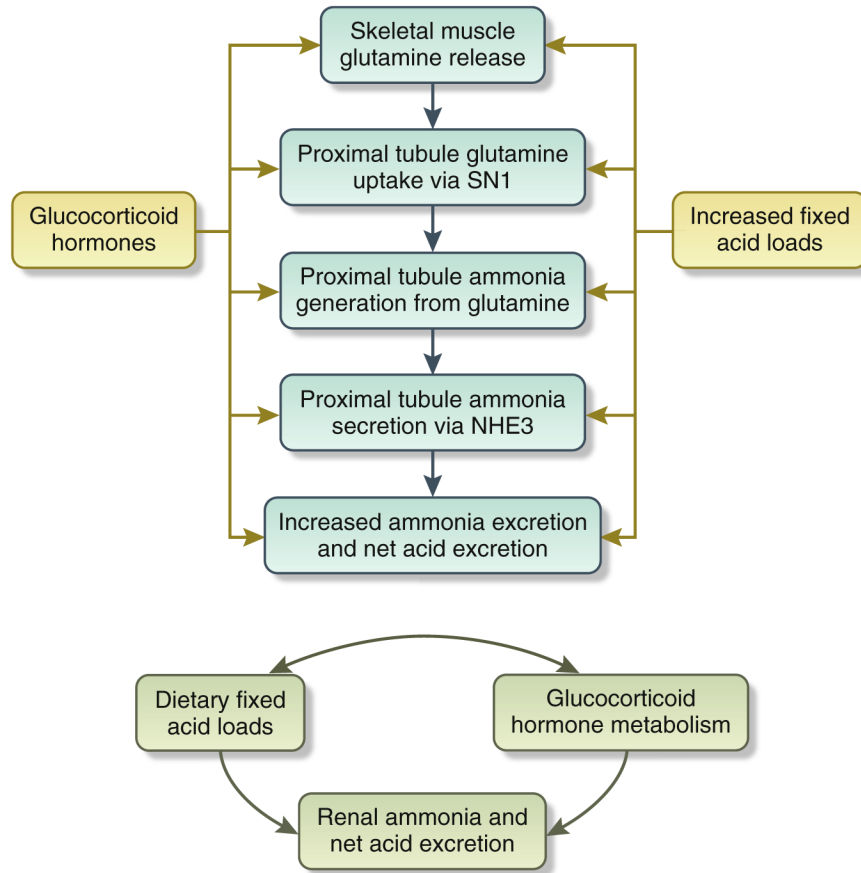 Skeletal muscle
glutamine release
Proximal tubule glutamine
uptake via SN1
Glucocorticoid
hormones
Increased fixed
acid loads
Proximal tubule ammonia
generation from glutamine
Proximal tubule ammonia
secretion via NHE3
Increased ammonia excretion
and net acid excretion
Dietary fixed
acid loads
Glucocorticoid
hormone metabolism
Renal ammonia and
net acid excretion